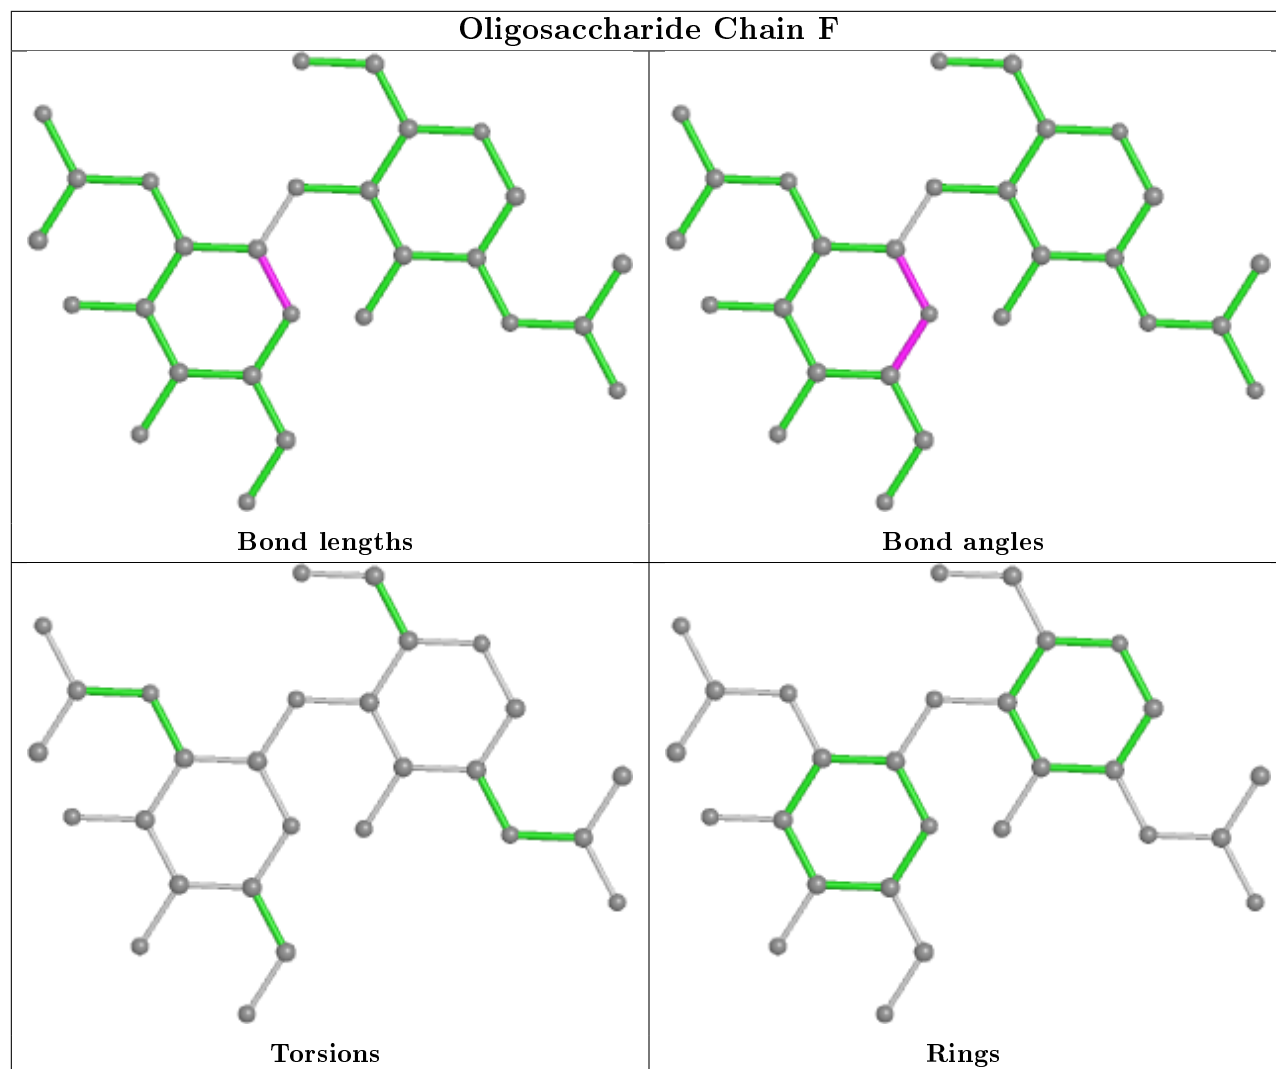 Oligosaccharide Chain F
Bond lengths
Bond angles
Torsions
Rings